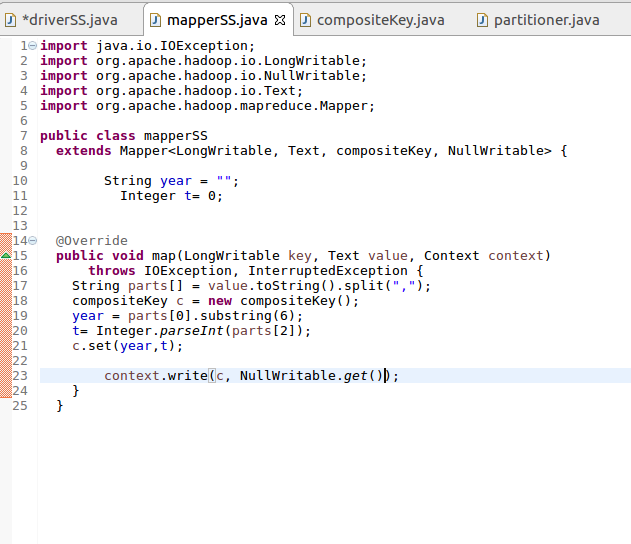 *driverSS.java mapperSS.java compositeKey.java partitioner.java
1 import java.io.IOException;
2 import org.apache.hadoop.io.LongWritable;
3 import org.apache.hadoop.io.NullWritable;
4 import org.apache.hadoop.io.Text;
5 import org.apache.hadoop.mapreduce.Mapper;
6
7 public class mapperSS
8   extends Mapper<LongWritable, Text, compositeKey, NullWritable> {
9
10         String year = "";
11           Integer t= 0;
12
13
14   @Override
15   public void map(LongWritable key, Text value, Context context)
16       throws IOException, InterruptedException {
17     String parts[] = value.toString().split(",");
18     compositeKey c = new compositeKey();
19     year = parts[0].substring(6);
20     t= Integer.parseInt(parts[2]);
21     c.set(year,t);
22
23         context.write(c, NullWritable.get());
24     }
25   }